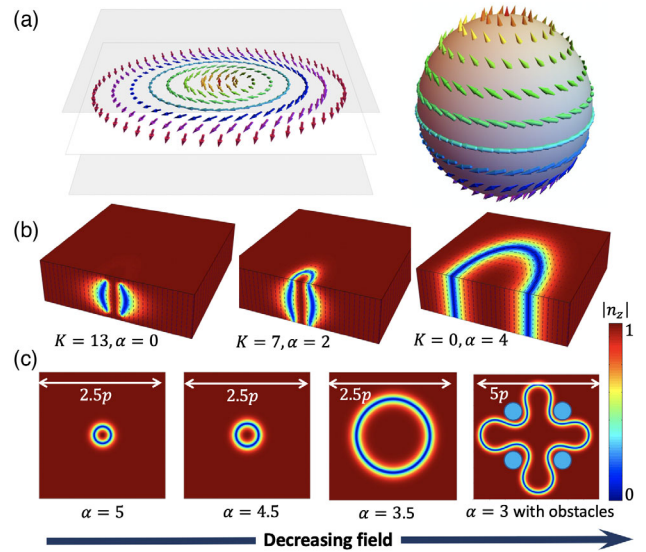 (a)
(b)
K = 13, α = 0
K = 7, α = 2
K = 0, α = 4
|n_z|
1
0
(c)
2.5p
2.5p
2.5p
5p
α = 5
α = 4.5
α = 3.5
α = 3 with obstacles
Decreasing field